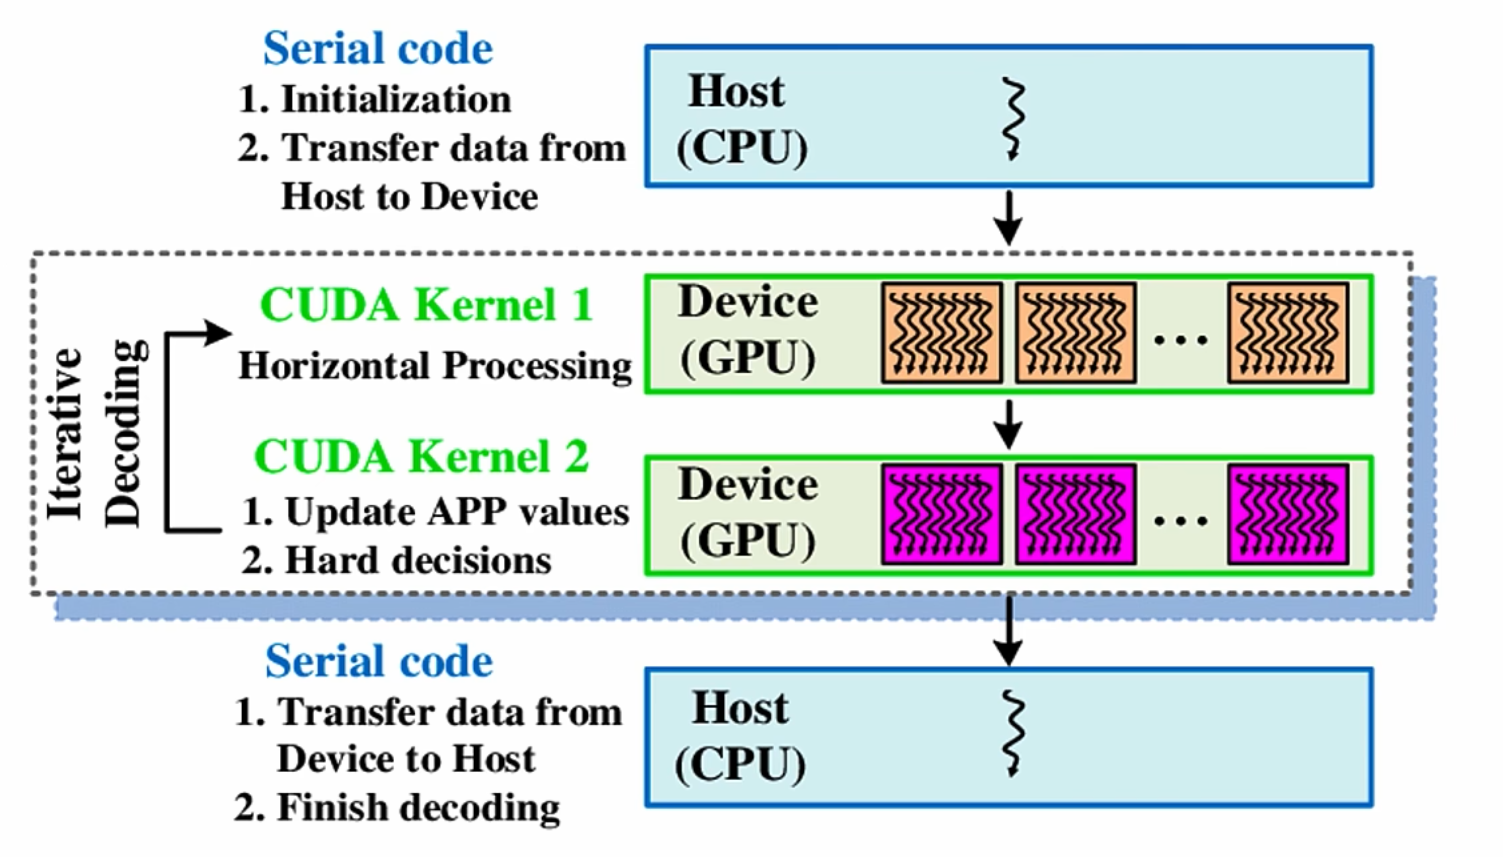 Serial code
1. Initialization
2. Transfer data from
Host to Device
Host
(CPU)
Iterative
Decoding
CUDA Kernel 1
Horizontal Processing
Device
(GPU)
...
CUDA Kernel 2
1. Update APP values
2. Hard decisions
Device
(GPU)
...
Serial code
1. Transfer data from
Device to Host
2. Finish decoding
Host
(CPU)